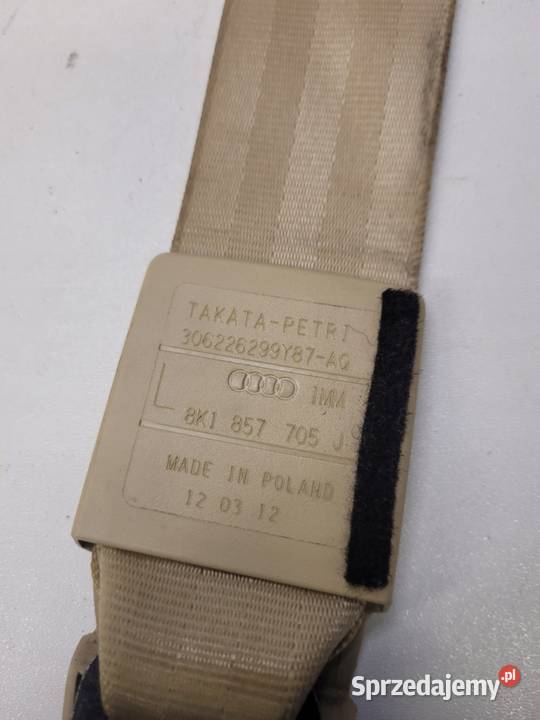 TAKATA-PETRI
306226299Y87-AQ
L
1MM
8K1 857 705 J
MADE IN POLAND
12 03 12
Sprzedajemy.pl